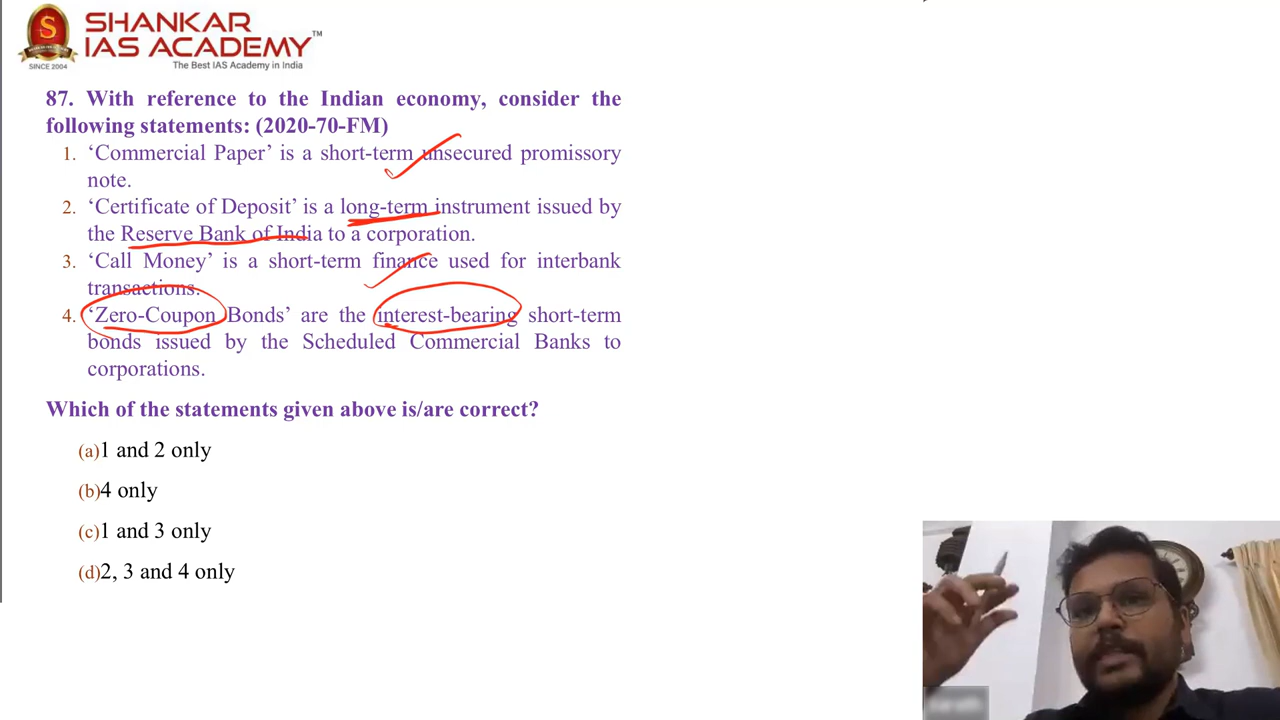 SHANKAR
IAS ACADEMY™
The Best IAS Academy in India
S
SINCE 2004
87. With reference to the Indian economy, consider the
following statements: (2020-70-FM)
1. ‘Commercial Paper’ is a short-term unsecured promissory
note.
2. ‘Certificate of Deposit’ is a long-term instrument issued by
the Reserve Bank of India to a corporation.
3. ‘Call Money’ is a short-term finance used for interbank
transactions.
4. ‘Zero-Coupon Bonds’ are the interest-bearing short-term
bonds issued by the Scheduled Commercial Banks to
corporations.
Which of the statements given above is/are correct?
(a)1 and 2 only
(b)4 only
(c)1 and 3 only
(d)2, 3 and 4 only